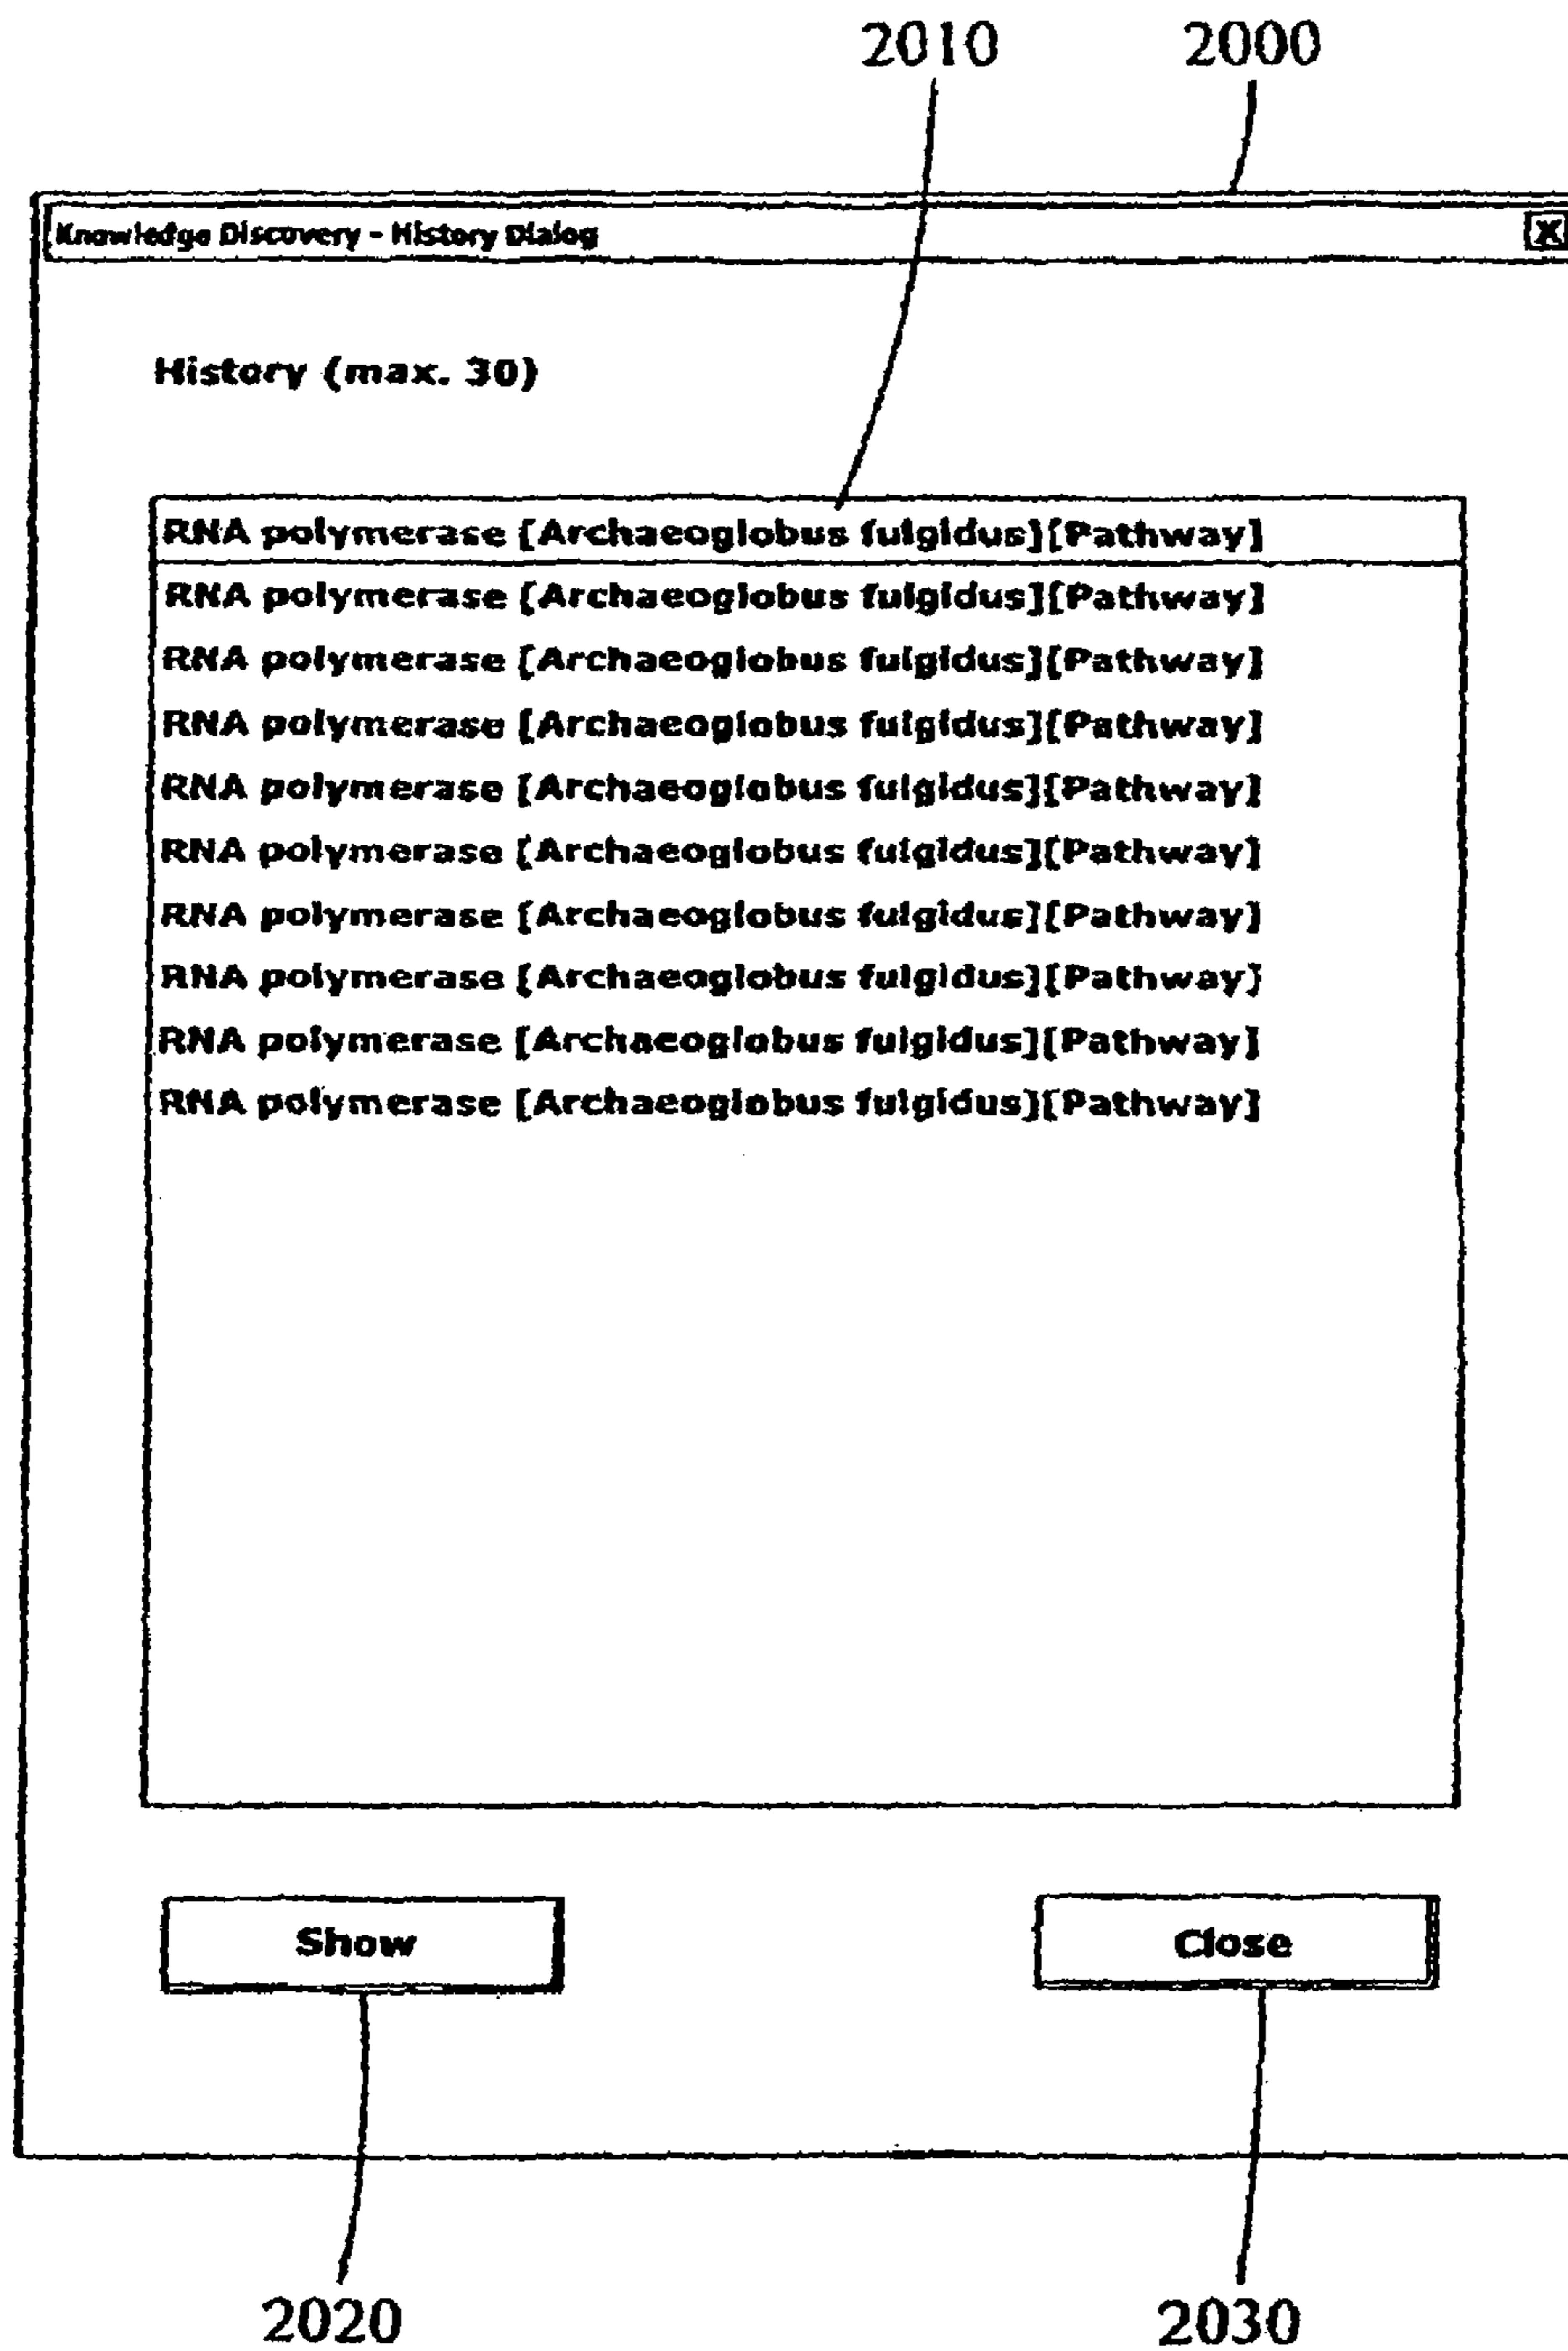 2010 2000
Knowledge Discovery - History Dialog X
History (max. 30)
RNA polymerase [Archaeoglobus fulgidus][Pathway]
RNA polymerase [Archaeoglobus fulgidus][Pathway]
RNA polymerase [Archaeoglobus fulgidus][Pathway]
RNA polymerase [Archaeoglobus fulgidus][Pathway]
RNA polymerase [Archaeoglobus fulgidus][Pathway]
RNA polymerase [Archaeoglobus fulgidus][Pathway]
RNA polymerase [Archaeoglobus fulgidus][Pathway]
RNA polymerase [Archaeoglobus fulgidus][Pathway]
RNA polymerase [Archaeoglobus fulgidus][Pathway]
RNA polymerase [Archaeoglobus fulgidus][Pathway]
Show Close
2020 2030